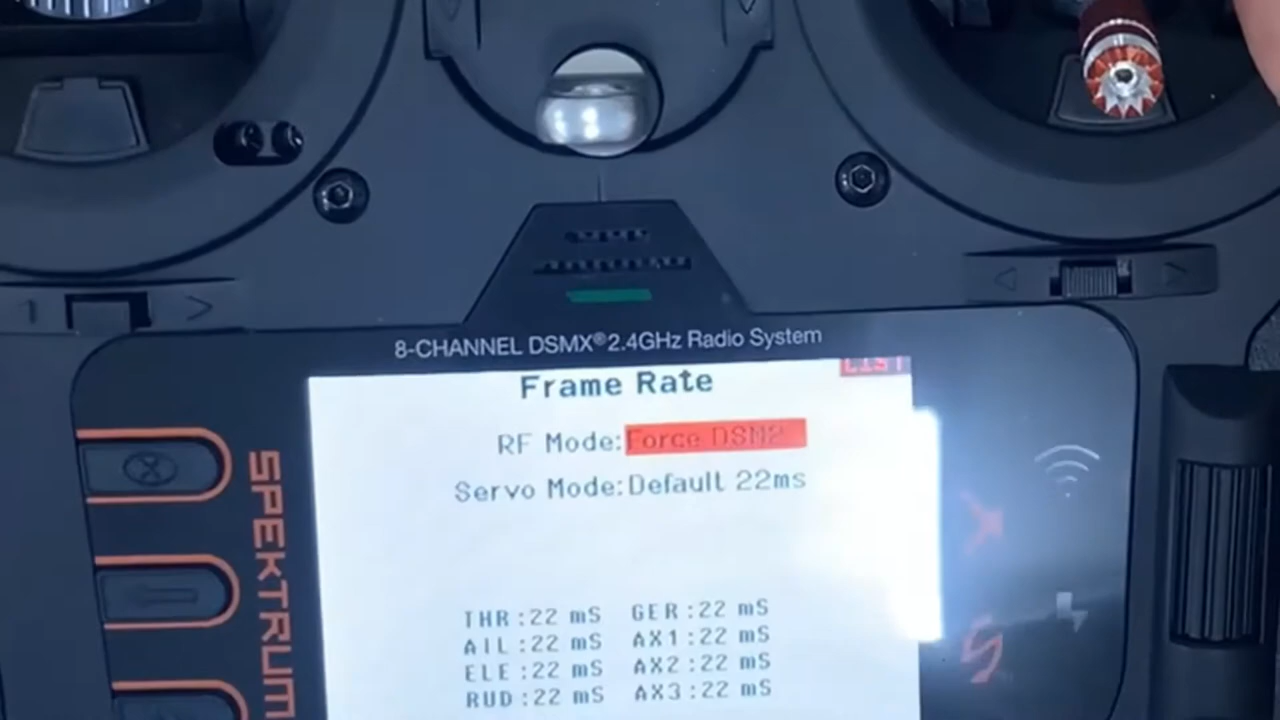 8-CHANNEL DSMX®2.4GHz Radio System
LIST
Frame Rate
RF Mode:Force DSM2
Servo Mode:Default 22ms
THR:22 mS GER:22 mS
AIL:22 mS AX1:22 mS
ELE:22 mS AX2:22 mS
RUD:22 mS AX3:22 mS
SPEKTRUM